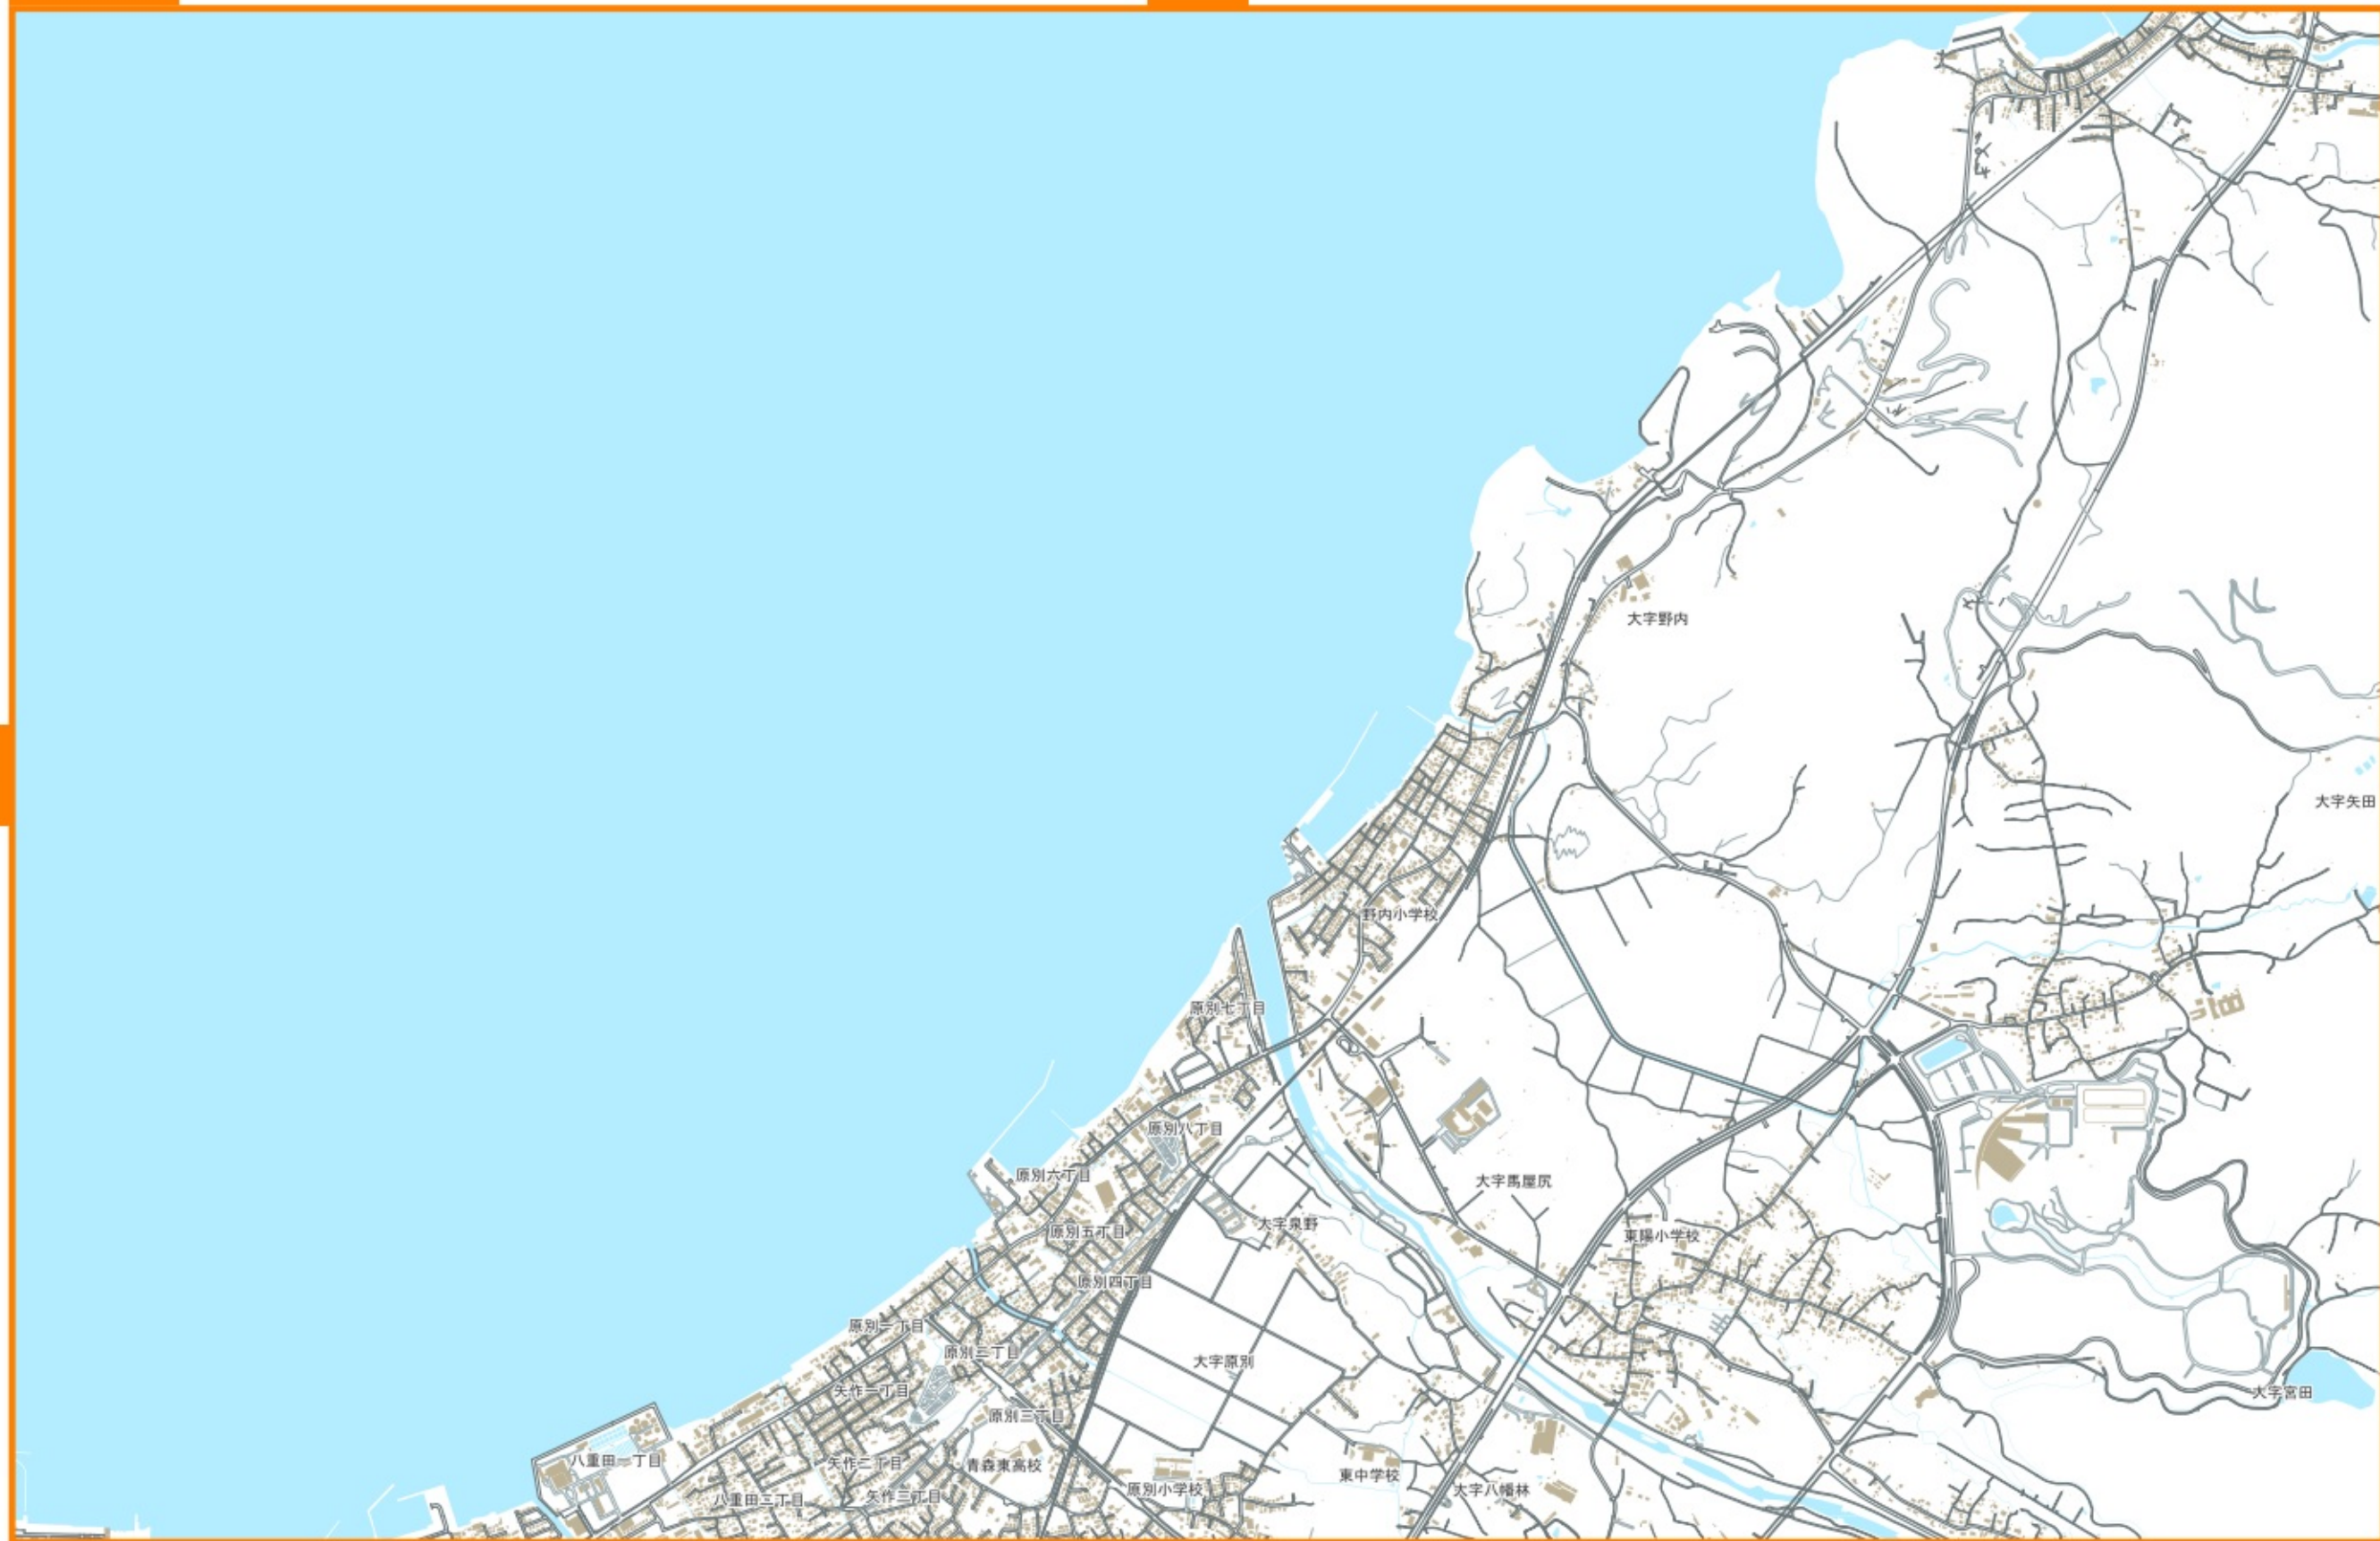 大字野内
大字矢田
野内小学校
原別七丁目
原別八丁目
原別六丁目
大字馬屋尻
大字泉野
原別五丁目
東陽小学校
原別四丁目
原別一丁目
原別二丁目
大字原別
矢作一丁目
大字宮田
原別三丁目
八重田一丁目
矢作二丁目
青森東高校
東中学校
原別小学校
大字八幡林
八重田三丁目
矢作三丁目